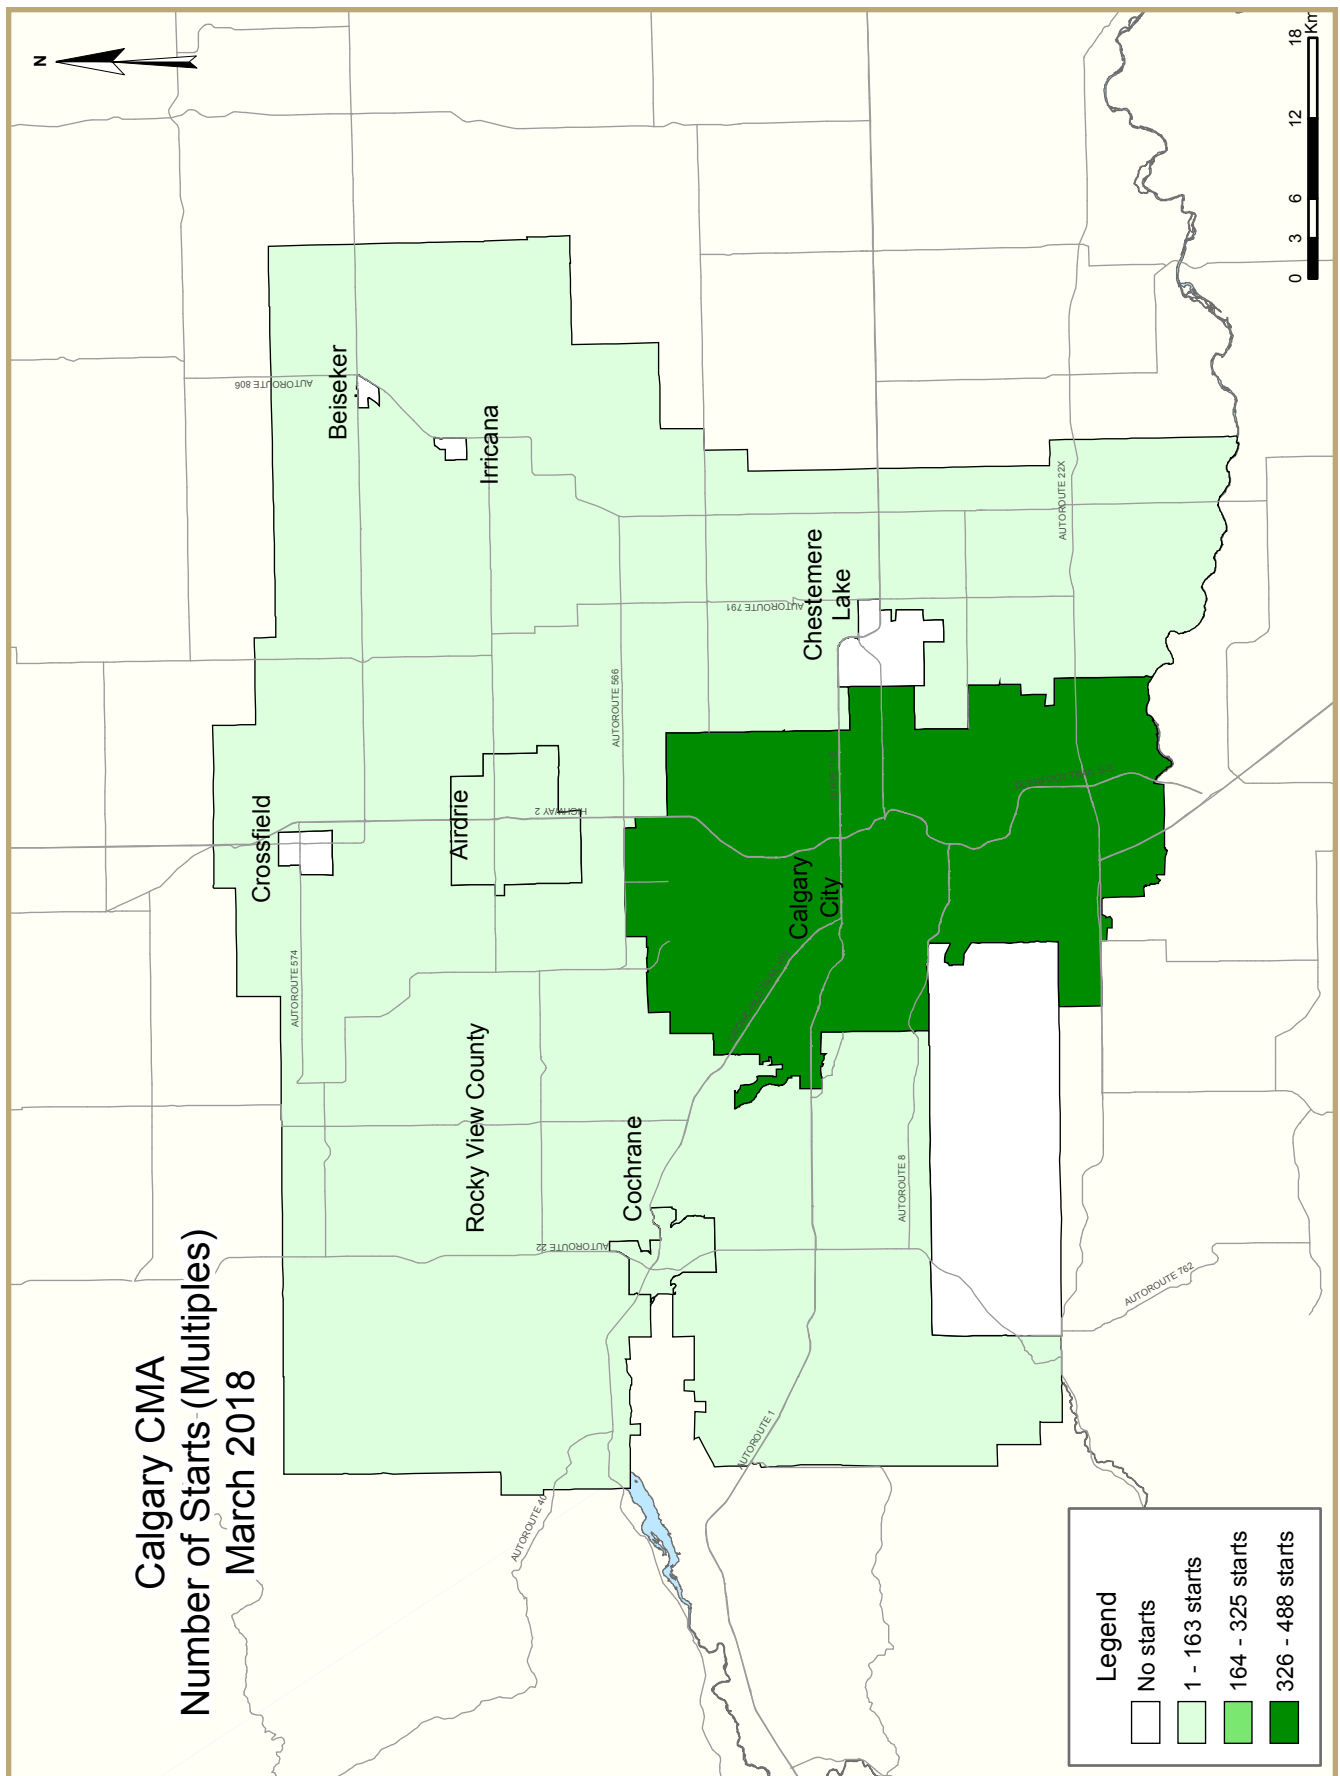 Calgary CMA
Number of Starts (Multiples)
March 2018
N
Crossfield
Beiseker
Irricana
Airdrie
Rocky View County
Cochrane
Calgary
City
Chestemere
Lake
AUTOROUTE 806
AUTOROUTE 574
HIGHWAY 2
AUTOROUTE 566
AUTOROUTE 791
AUTOROUTE 22X
AUTOROUTE 22
AUTOROUTE 8
AUTOROUTE 1
AUTOROUTE 40
AUTOROUTE 762
Legend
No starts
1 - 163 starts
164 - 325 starts
326 - 488 starts
0 3 6 12 18
Km